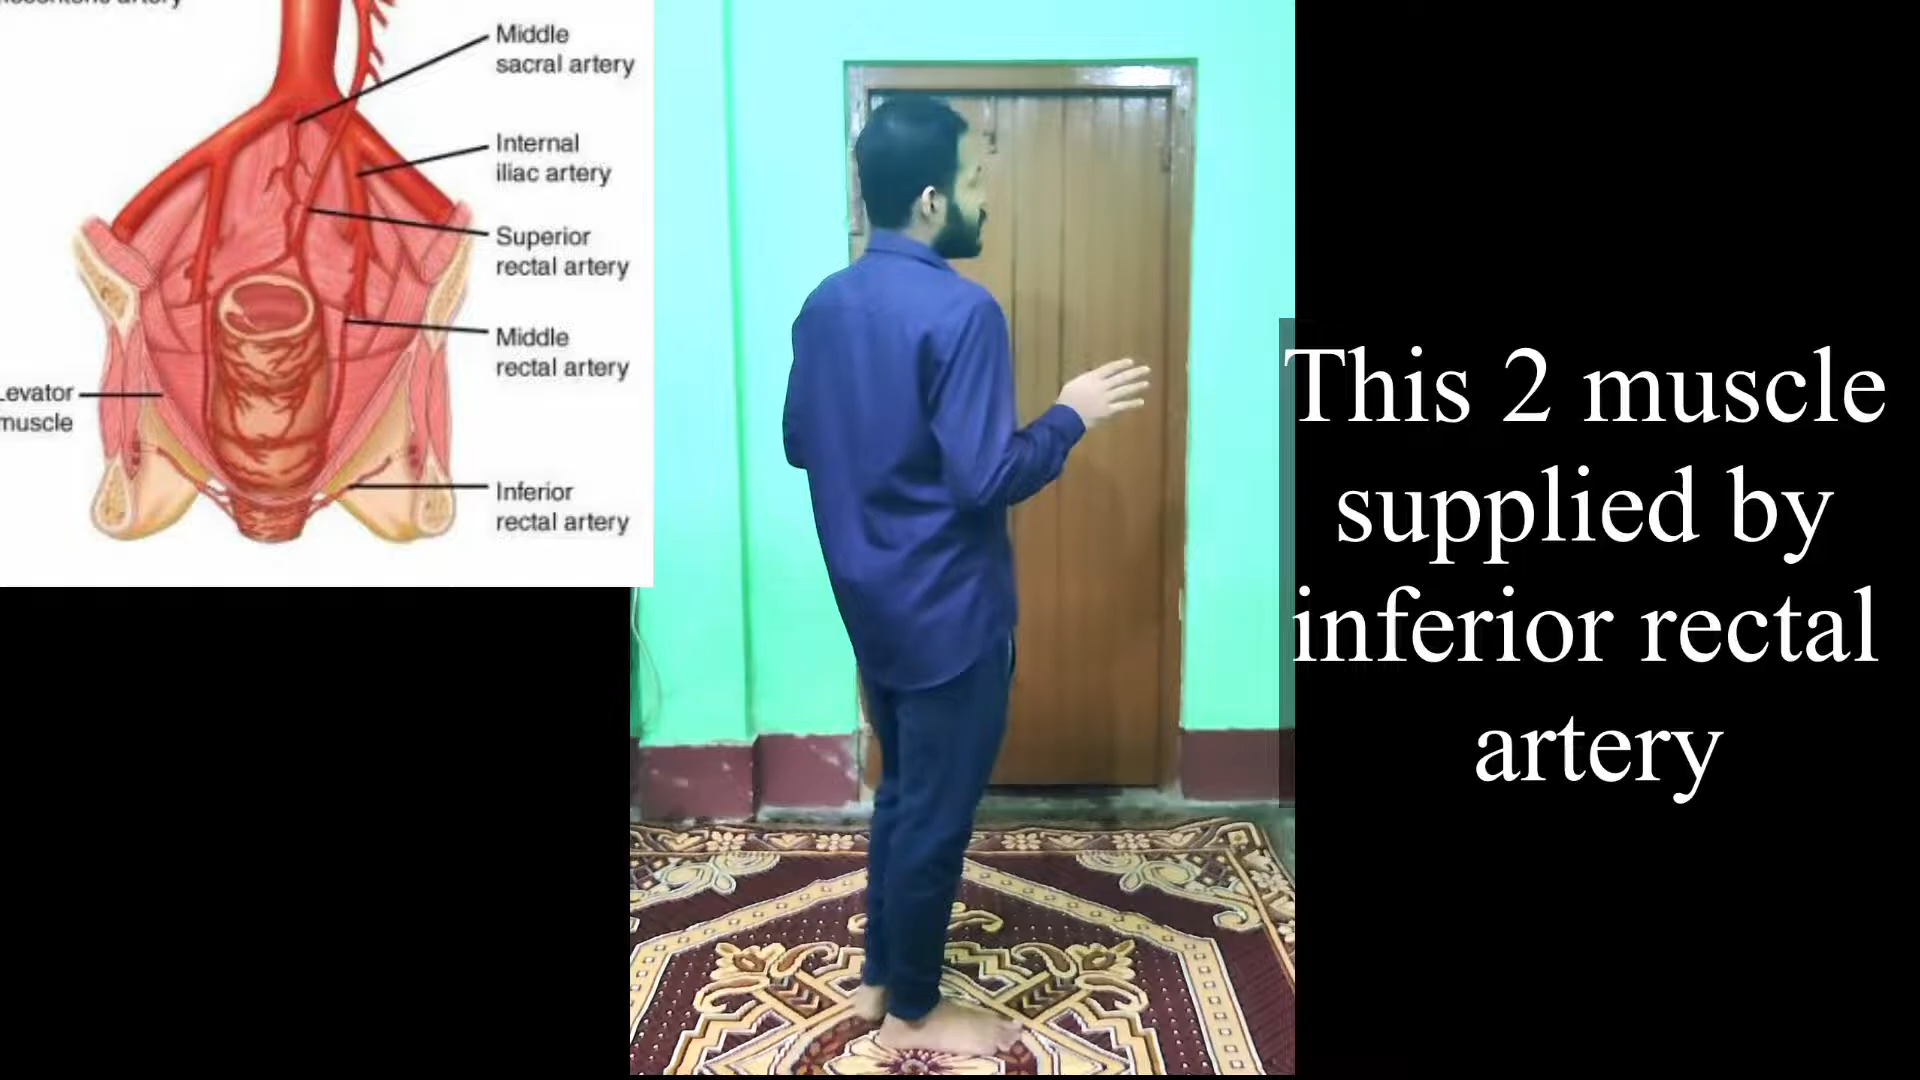 Middle
sacral artery
Internal
iliac artery
Superior
rectal artery
Middle
rectal artery
Levator
muscle
Inferior
rectal artery
This 2 muscle
supplied by
inferior rectal
artery